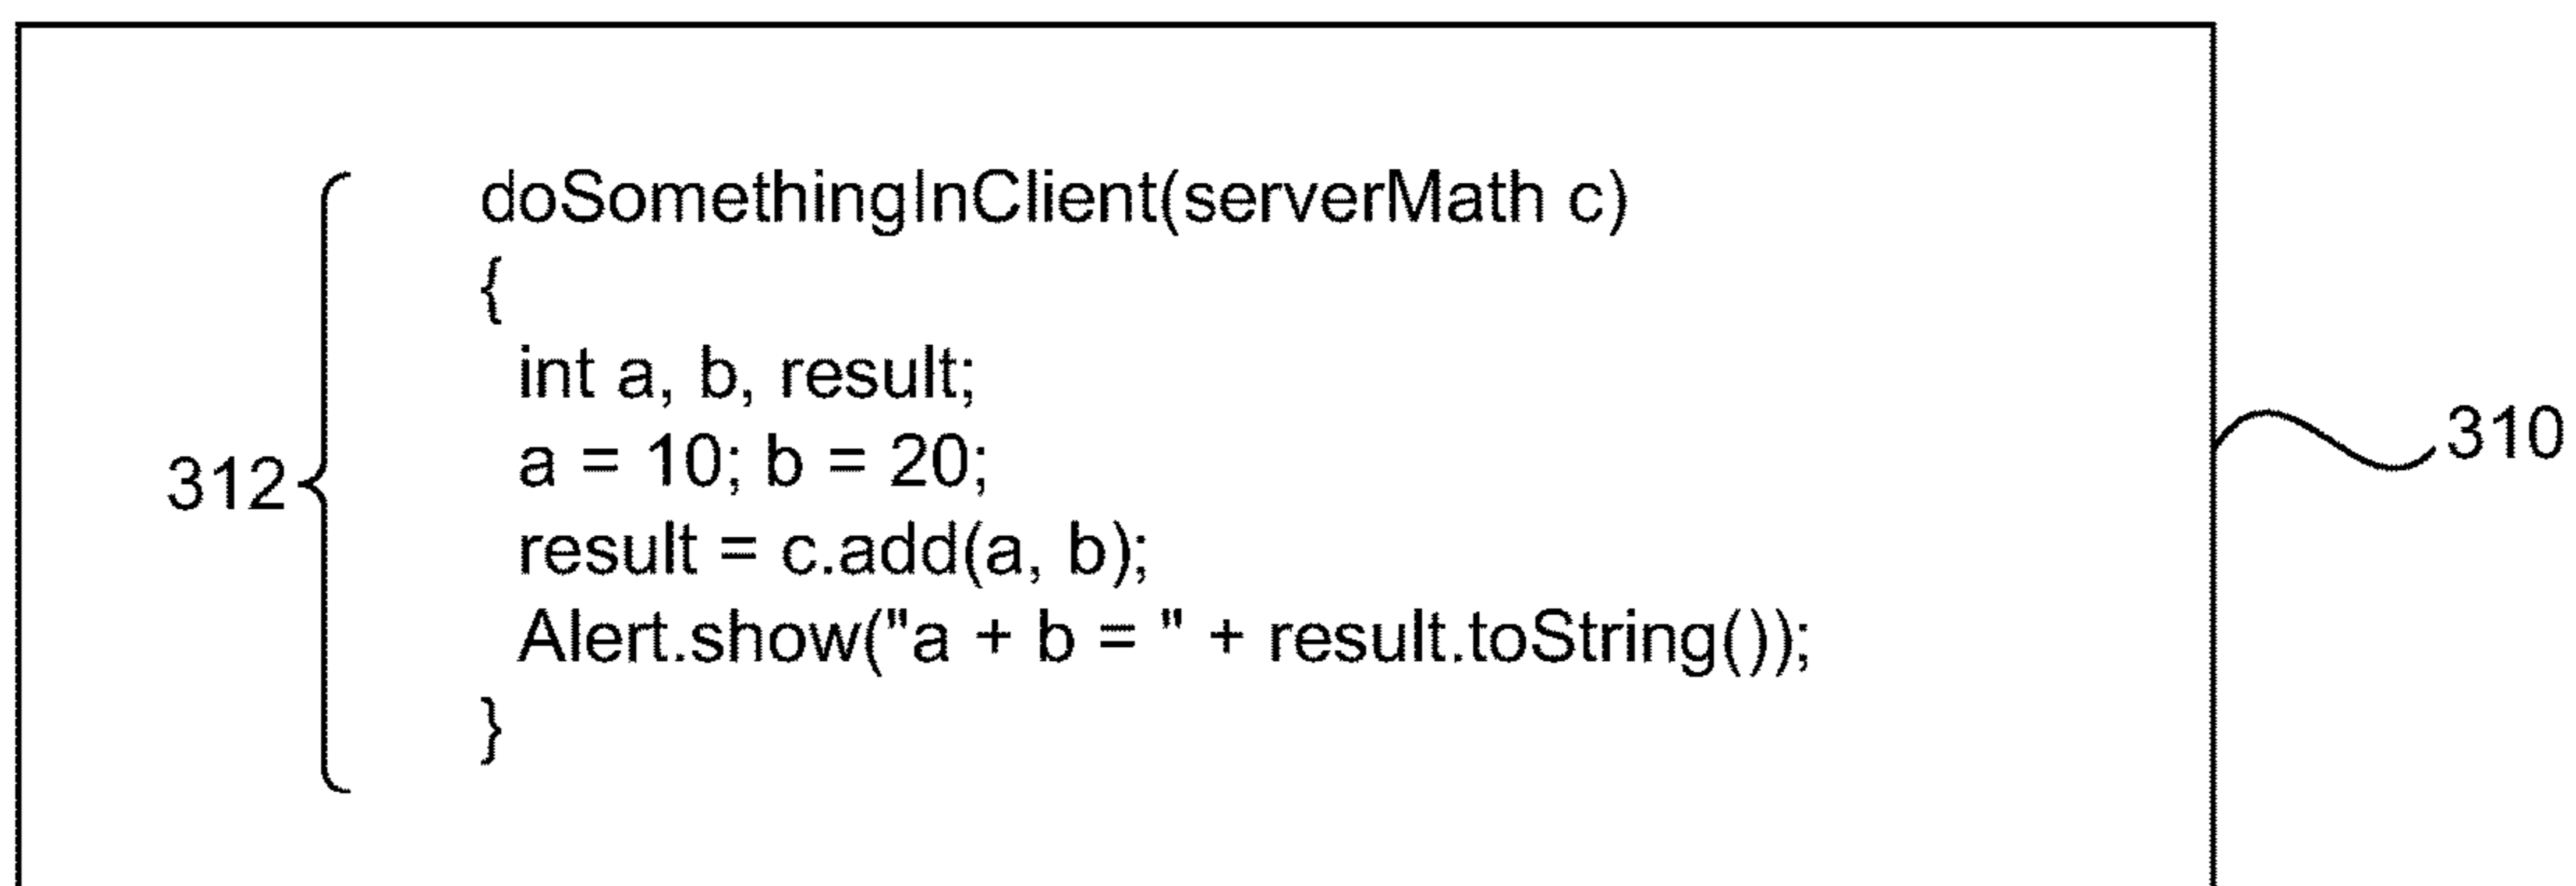 doSomethingInClient(serverMath c)
{
int a, b, result;
a = 10; b = 20;
result = c.add(a, b);
Alert.show("a + b = " + result.toString());
}
312
310